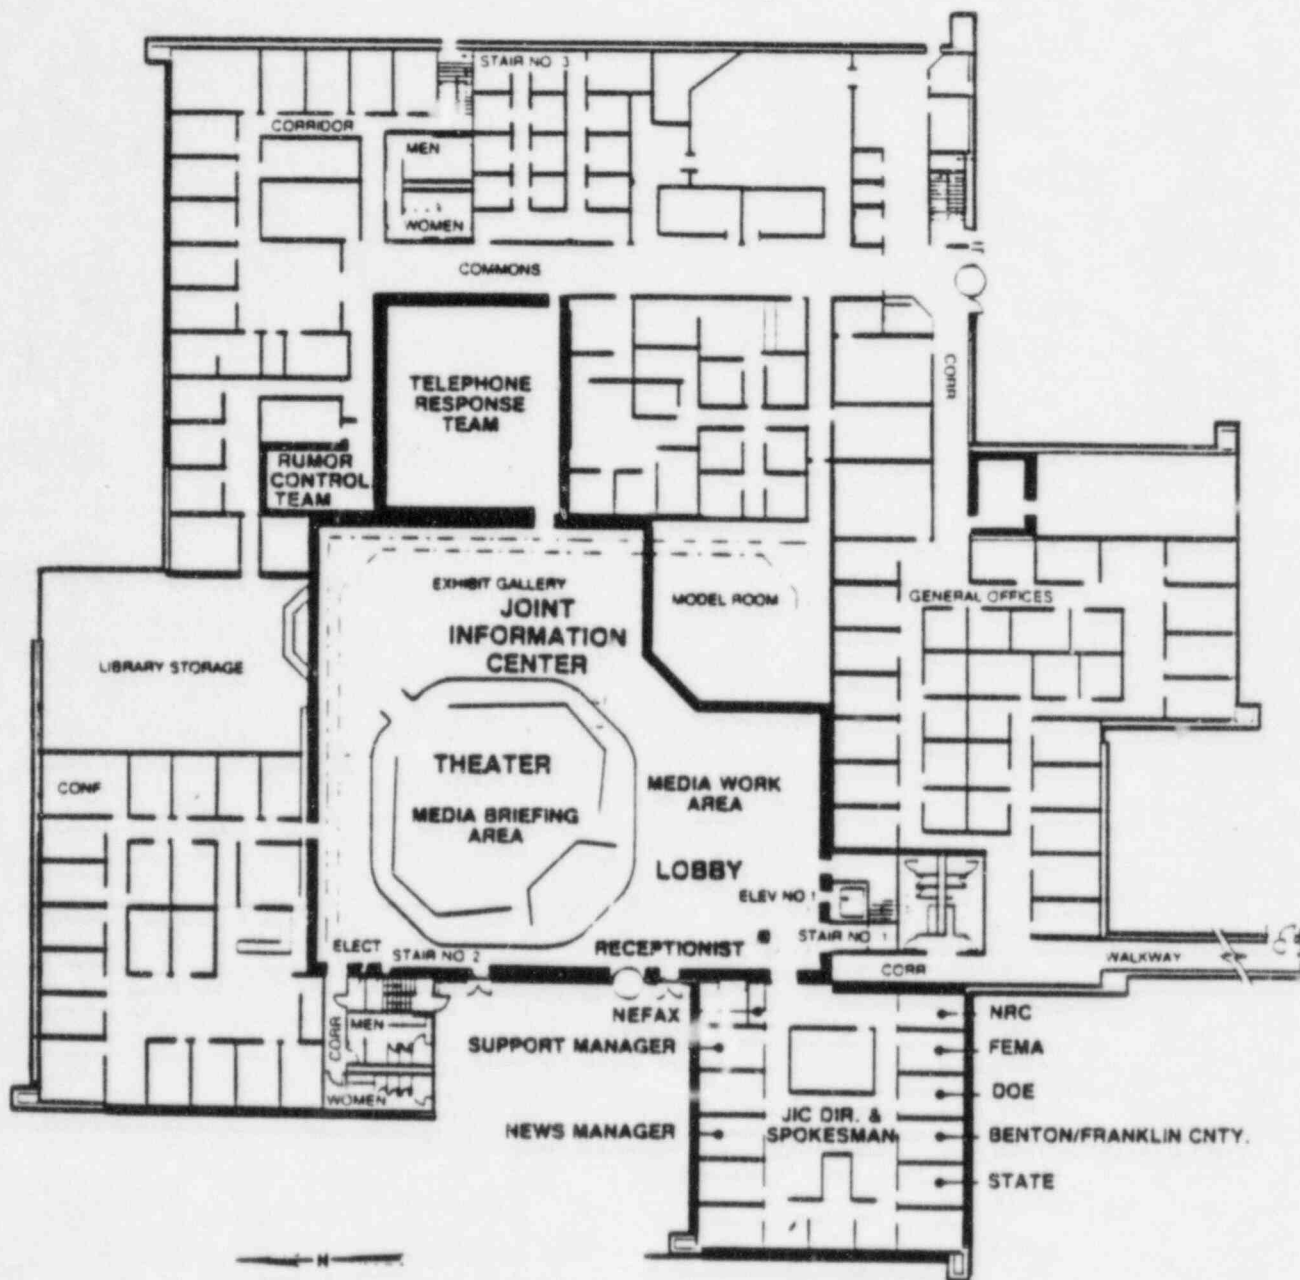 STAIR NO 3
CORRIDOR
MEN
WOMEN
COMMONS
TELEPHONE
RESPONSE
TEAM
CORR
RUMOR
CONTROL
TEAM
EXHIBIT GALLERY
JOINT
INFORMATION
CENTER
MODEL ROOM
GENERAL OFFICES
LIBRARY STORAGE
THEATER
MEDIA BRIEFING
AREA
MEDIA WORK
AREA
CONF
LOBBY
ELEV NO 1
ELECT
STAIR NO 2
RECEPTIONIST
STAIR NO 1
CORR
WALKWAY
CORR
MEN
WOMEN
NEFAX
SUPPORT MANAGER
NEWS MANAGER
JIC DIR. &
SPOKESMAN
NRC
FEMA
DOE
BENTON/FRANKLIN CNTY.
STATE
N